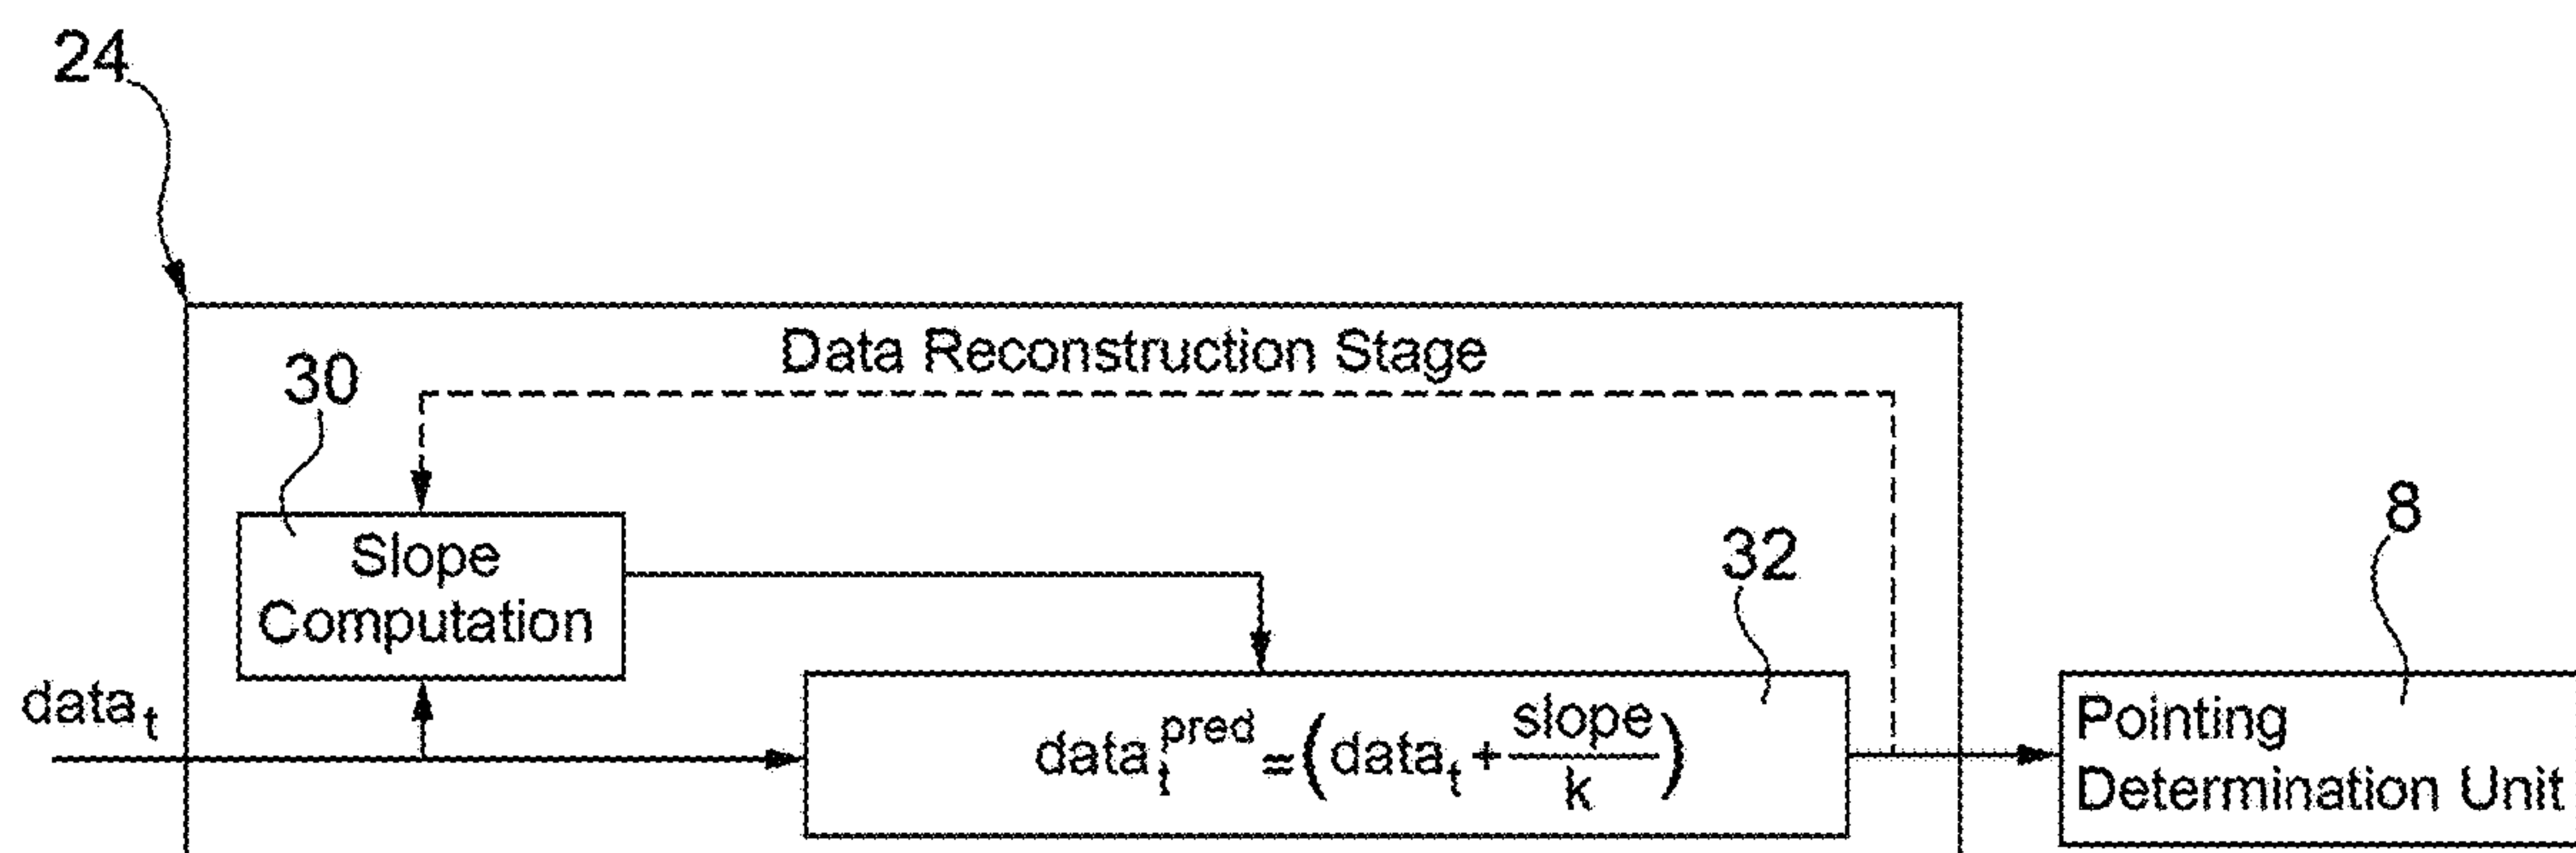 24
Data Reconstruction Stage
30
Slope
Computation
32
8
data_t
data_t^pred = (data_t + slope/k)
Pointing
Determination Unit